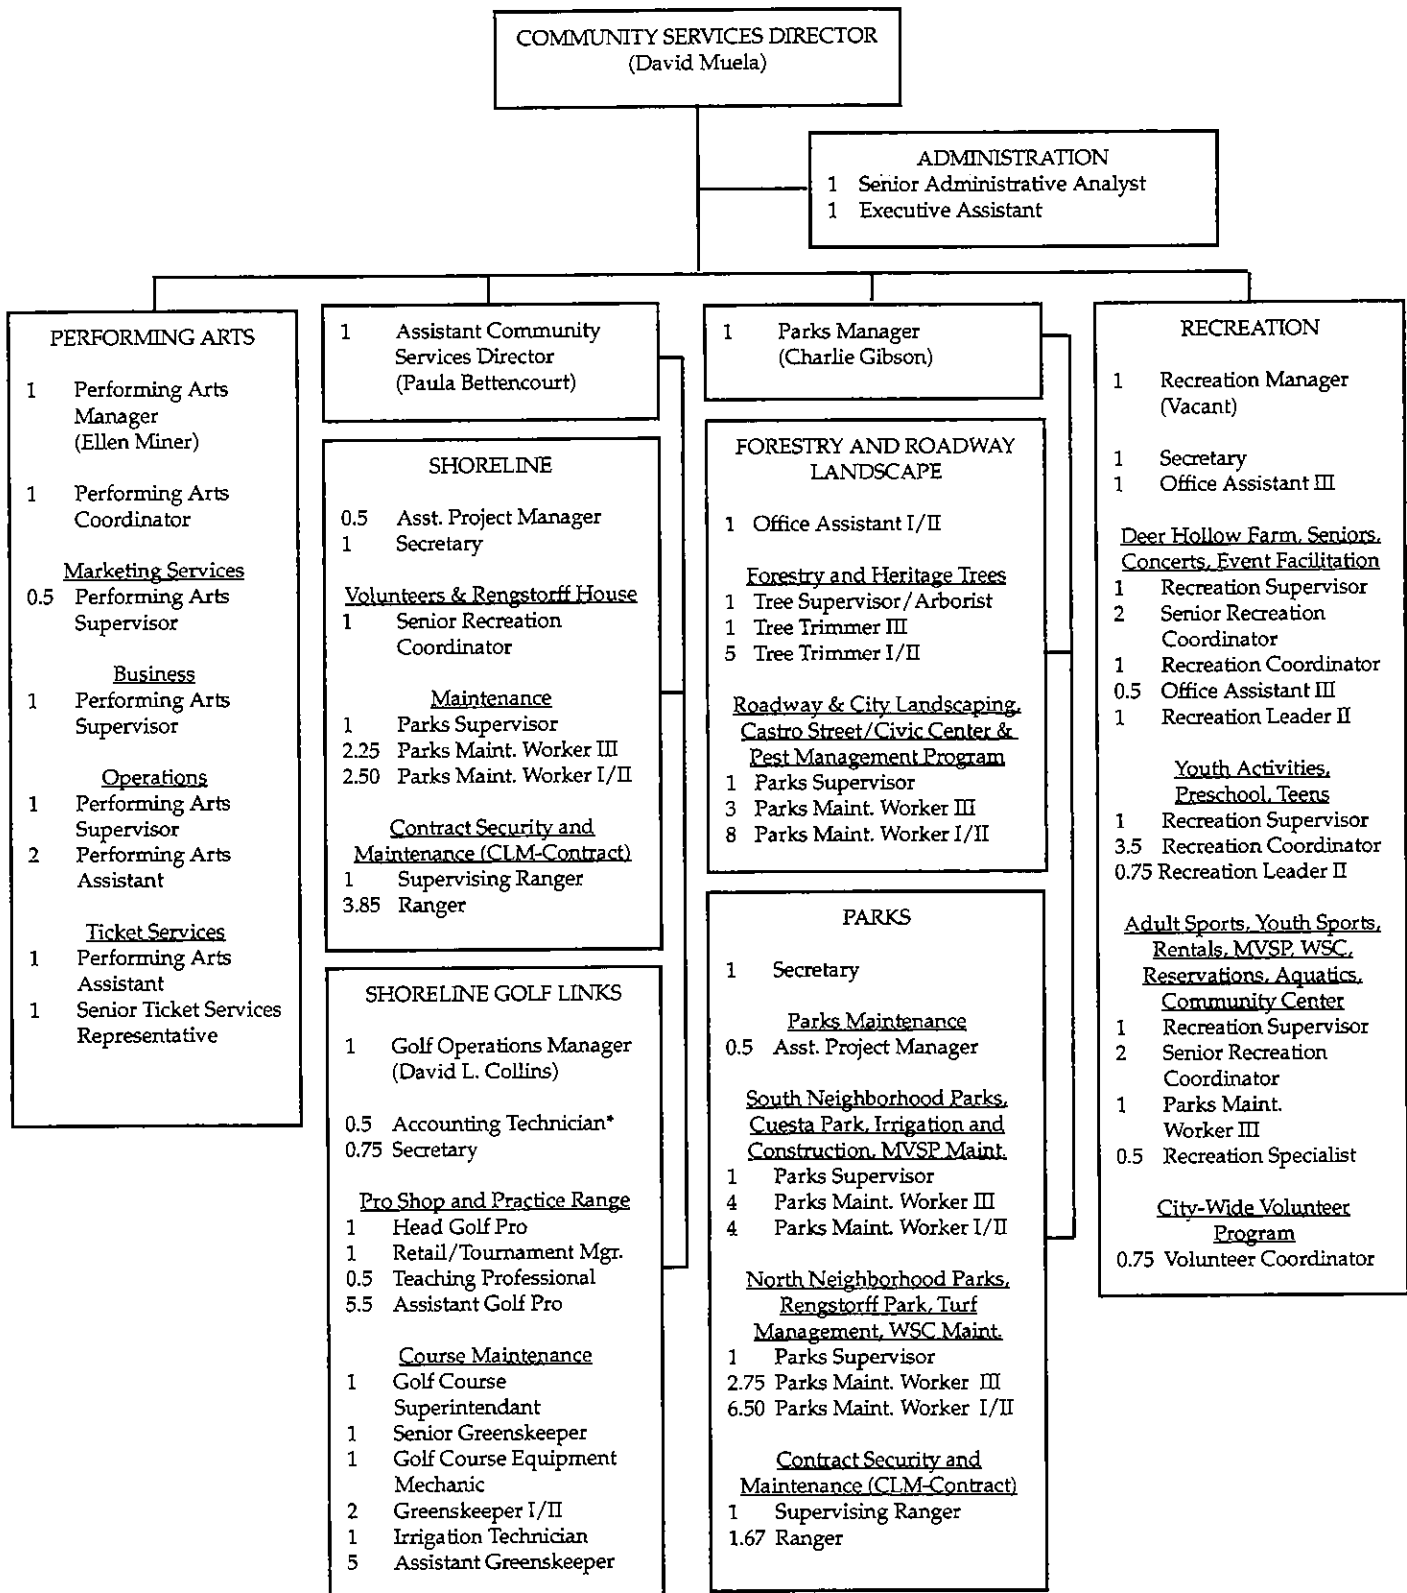 COMMUNITY SERVICES DIRECTOR
(David Muela)
ADMINISTRATION
1 Senior Administrative Analyst
1 Executive Assistant
PERFORMING ARTS
1 Performing Arts
Manager
(Ellen Miner)
1 Performing Arts
Coordinator
Marketing Services
0.5 Performing Arts
Supervisor
Business
1 Performing Arts
Supervisor
Operations
1 Performing Arts
Supervisor
2 Performing Arts
Assistant
Ticket Services
1 Performing Arts
Assistant
1 Senior Ticket Services
Representative
1 Assistant Community
Services Director
(Paula Bettencourt)
SHORELINE
0.5 Asst. Project Manager
1 Secretary
Volunteers & Rengstorff House
1 Senior Recreation
Coordinator
Maintenance
1 Parks Supervisor
2.25 Parks Maint. Worker III
2.50 Parks Maint. Worker I/II
Contract Security and
Maintenance (CLM-Contract)
1 Supervising Ranger
3.85 Ranger
SHORELINE GOLF LINKS
1 Golf Operations Manager
(David L. Collins)
0.5 Accounting Technician*
0.75 Secretary
Pro Shop and Practice Range
1 Head Golf Pro
1 Retail/Tournament Mgr.
0.5 Teaching Professional
5.5 Assistant Golf Pro
Course Maintenance
1 Golf Course
Superintendant
1 Senior Greenskeeper
1 Golf Course Equipment
Mechanic
2 Greenskeeper I/II
1 Irrigation Technician
5 Assistant Greenskeeper
1 Parks Manager
(Charlie Gibson)
FORESTRY AND ROADWAY
LANDSCAPE
1 Office Assistant I/II
Forestry and Heritage Trees
1 Tree Supervisor/Arborist
1 Tree Trimmer III
5 Tree Trimmer I/II
Roadway & City Landscaping,
Castro Street/Civic Center &
Pest Management Program
1 Parks Supervisor
3 Parks Maint. Worker III
8 Parks Maint. Worker I/II
PARKS
1 Secretary
Parks Maintenance
0.5 Asst. Project Manager
South Neighborhood Parks,
Cuesta Park, Irrigation and
Construction, MVSP Maint.
1 Parks Supervisor
4 Parks Maint. Worker III
4 Parks Maint. Worker I/II
North Neighborhood Parks,
Rengstorff Park, Turf
Management, WSC Maint.
1 Parks Supervisor
2.75 Parks Maint. Worker III
6.50 Parks Maint. Worker I/II
Contract Security and
Maintenance (CLM-Contract)
1 Supervising Ranger
1.67 Ranger
RECREATION
1 Recreation Manager
(Vacant)
1 Secretary
1 Office Assistant III
Deer Hollow Farm, Seniors,
Concerts, Event Facilitation
1 Recreation Supervisor
2 Senior Recreation
Coordinator
1 Recreation Coordinator
0.5 Office Assistant III
1 Recreation Leader II
Youth Activities,
Preschool, Teens
1 Recreation Supervisor
3.5 Recreation Coordinator
0.75 Recreation Leader II
Adult Sports, Youth Sports,
Rentals, MVSP, WSC,
Reservations, Aquatics,
Community Center
1 Recreation Supervisor
2 Senior Recreation
Coordinator
1 Parks Maint.
Worker III
0.5 Recreation Specialist
City-Wide Volunteer
Program
0.75 Volunteer Coordinator